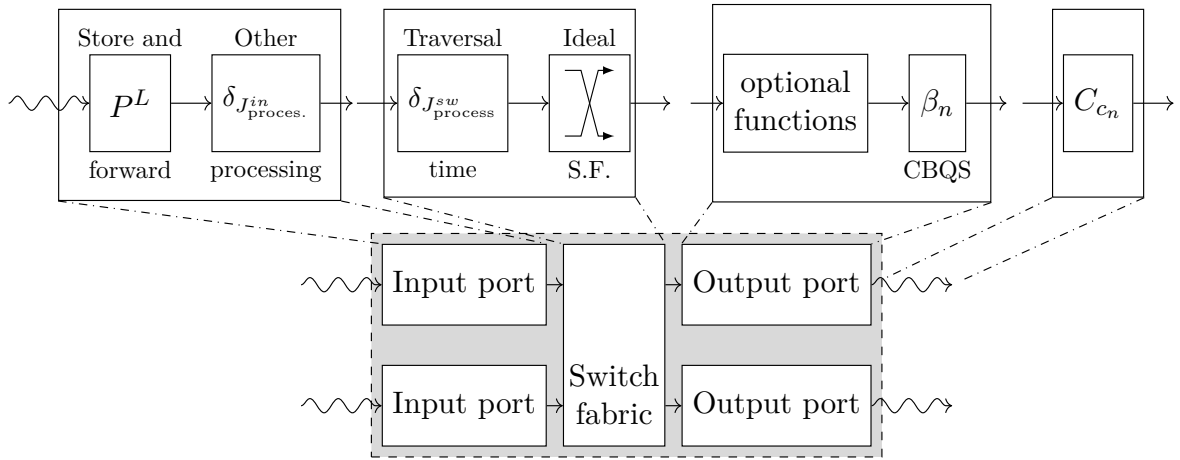 Store and
P^L
forward
Other
δ_{J^{in}_{proces.}}
processing
Traversal
δ_{J^{sw}_{process}}
time
Ideal
S.F.
optional
functions
β_n
CBQS
C_{c_n}
Input port
Output port
Switch
fabric
Input port
Output port